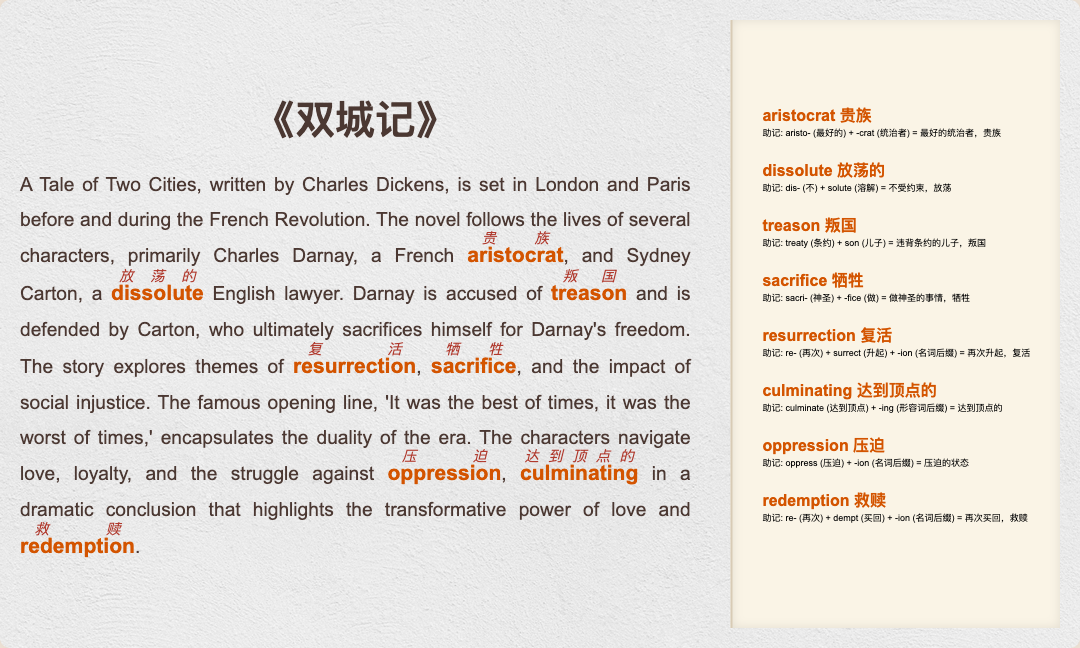 《双城记》
A Tale of Two Cities, written by Charles Dickens, is set in London and Paris
before and during the French Revolution. The novel follows the lives of several
贵族
characters, primarily Charles Darnay, a French aristocrat, and Sydney
放荡的 叛国
Carton, a dissolute English lawyer. Darnay is accused of treason and is
defended by Carton, who ultimately sacrifices himself for Darnay's freedom.
复活 牺牲
The story explores themes of resurrection, sacrifice, and the impact of
social injustice. The famous opening line, 'It was the best of times, it was the
worst of times,' encapsulates the duality of the era. The characters navigate
压迫 达到顶点的
love, loyalty, and the struggle against oppression, culminating in a
dramatic conclusion that highlights the transformative power of love and
救赎
redemption.
aristocrat 贵族
助记: aristo- (最好的) + -crat (统治者) = 最好的统治者，贵族
dissolute 放荡的
助记: dis- (不) + solute (溶解) = 不受约束，放荡
treason 叛国
助记: treaty (条约) + son (儿子) = 违背条约的儿子，叛国
sacrifice 牺牲
助记: sacri- (神圣) + -fice (做) = 做神圣的事情，牺牲
resurrection 复活
助记: re- (再次) + surrect (升起) + -ion (名词后缀) = 再次升起，复活
culminating 达到顶点的
助记: culminate (达到顶点) + -ing (形容词后缀) = 达到顶点的
oppression 压迫
助记: oppress (压迫) + -ion (名词后缀) = 压迫的状态
redemption 救赎
助记: re- (再次) + dempt (买回) + -ion (名词后缀) = 再次买回，救赎